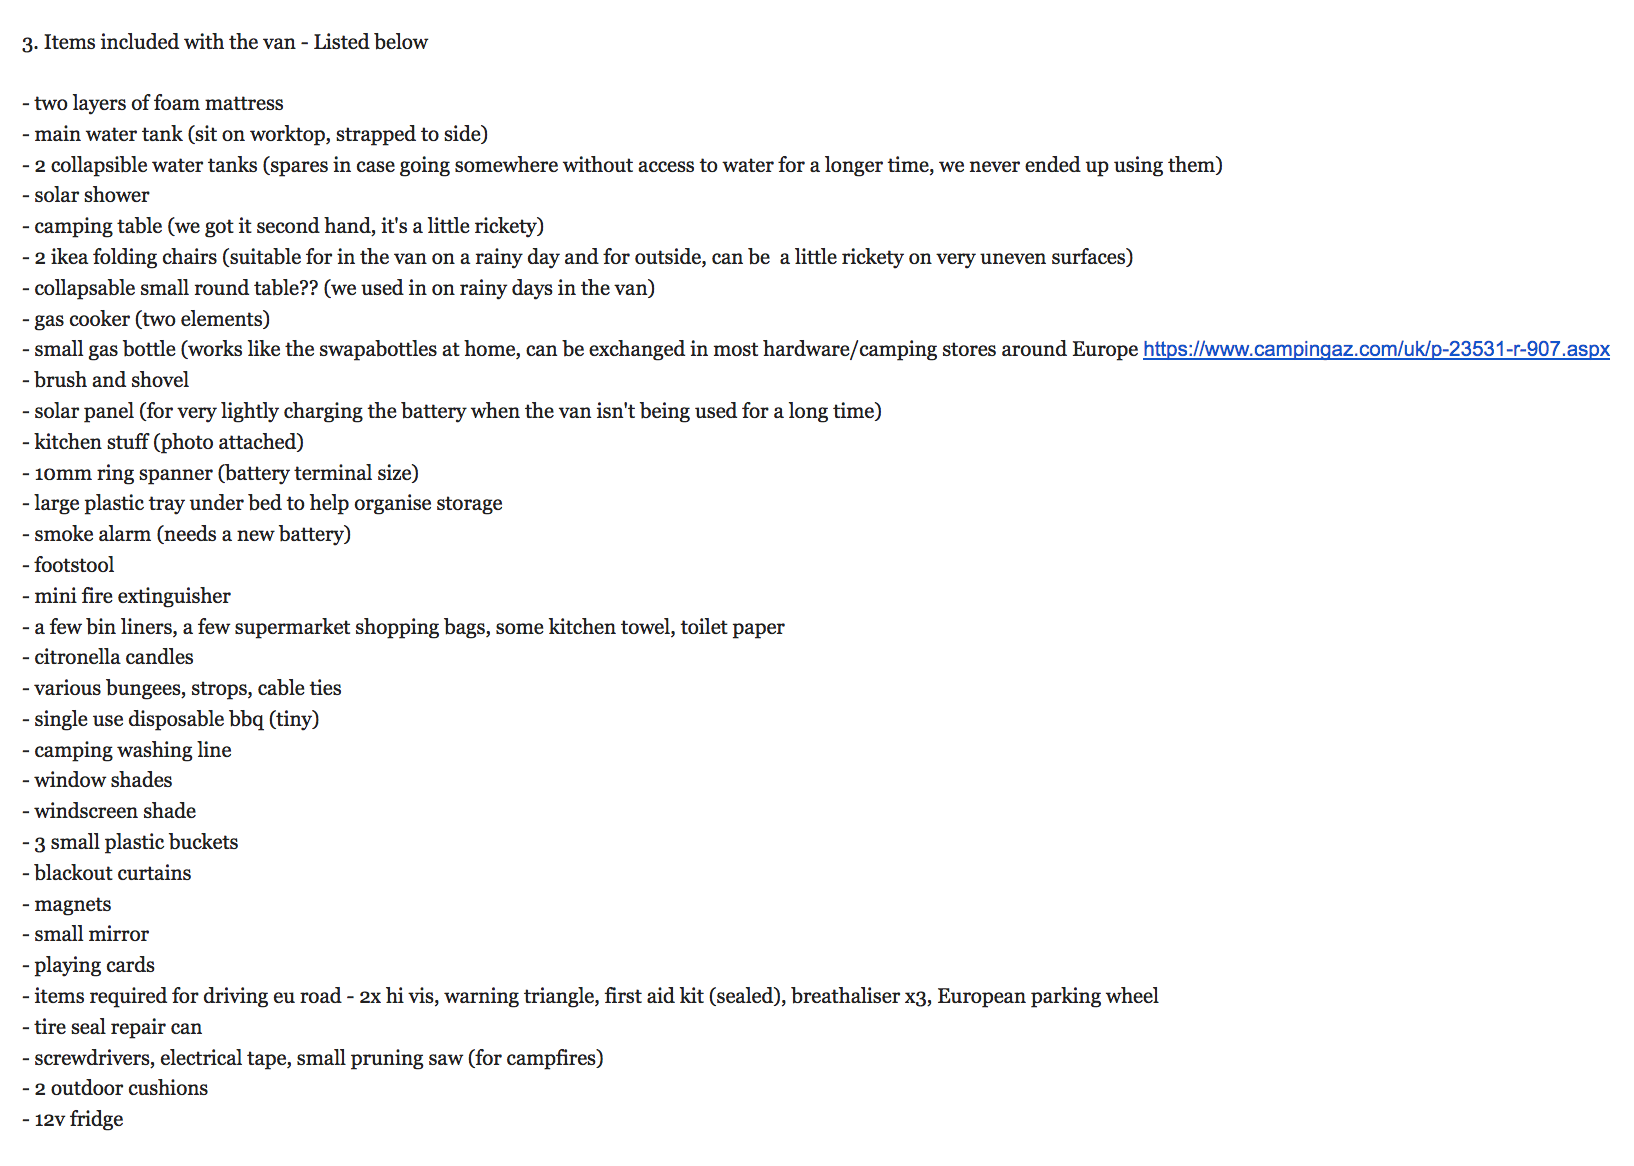 3. Items included with the van - Listed below
- two layers of foam mattress
- main water tank (sit on worktop, strapped to side)
- 2 collapsible water tanks (spares in case going somewhere without access to water for a longer time, we never ended up using them)
- solar shower
- camping table (we got it second hand, it's a little rickety)
- 2 ikea folding chairs (suitable for in the van on a rainy day and for outside, can be  a little rickety on very uneven surfaces)
- collapsable small round table?? (we used in on rainy days in the van)
- gas cooker (two elements)
- small gas bottle (works like the swapabottles at home, can be exchanged in most hardware/camping stores around Europe https://www.campingaz.com/uk/p-23531-r-907.aspx
- brush and shovel
- solar panel (for very lightly charging the battery when the van isn't being used for a long time)
- kitchen stuff (photo attached)
- 10mm ring spanner (battery terminal size)
- large plastic tray under bed to help organise storage
- smoke alarm (needs a new battery)
- footstool
- mini fire extinguisher
- a few bin liners, a few supermarket shopping bags, some kitchen towel, toilet paper
- citronella candles
- various bungees, strops, cable ties
- single use disposable bbq (tiny)
- camping washing line
- window shades
- windscreen shade
- 3 small plastic buckets
- blackout curtains
- magnets
- small mirror
- playing cards
- items required for driving eu road - 2x hi vis, warning triangle, first aid kit (sealed), breathaliser x3, European parking wheel
- tire seal repair can
- screwdrivers, electrical tape, small pruning saw (for campfires)
- 2 outdoor cushions
- 12v fridge